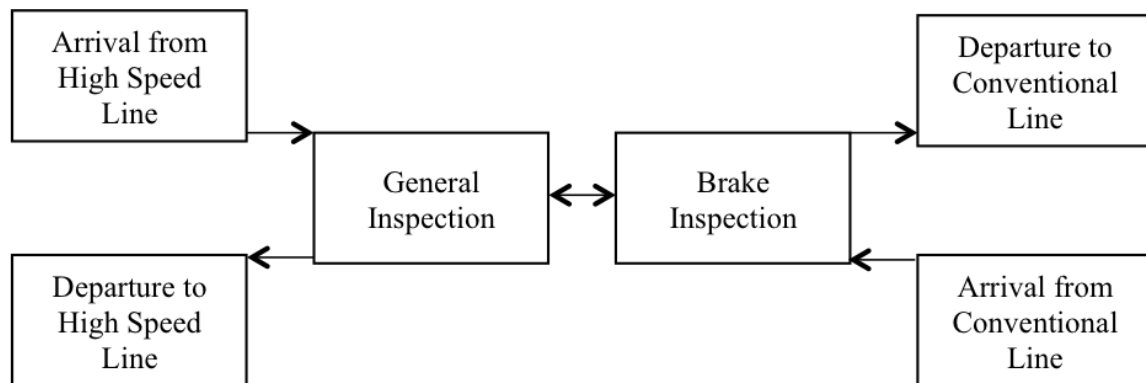 Arrival from
High Speed
Line
Departure to
Conventional
Line
General
Inspection
Brake
Inspection
Departure to
High Speed
Line
Arrival from
Conventional
Line